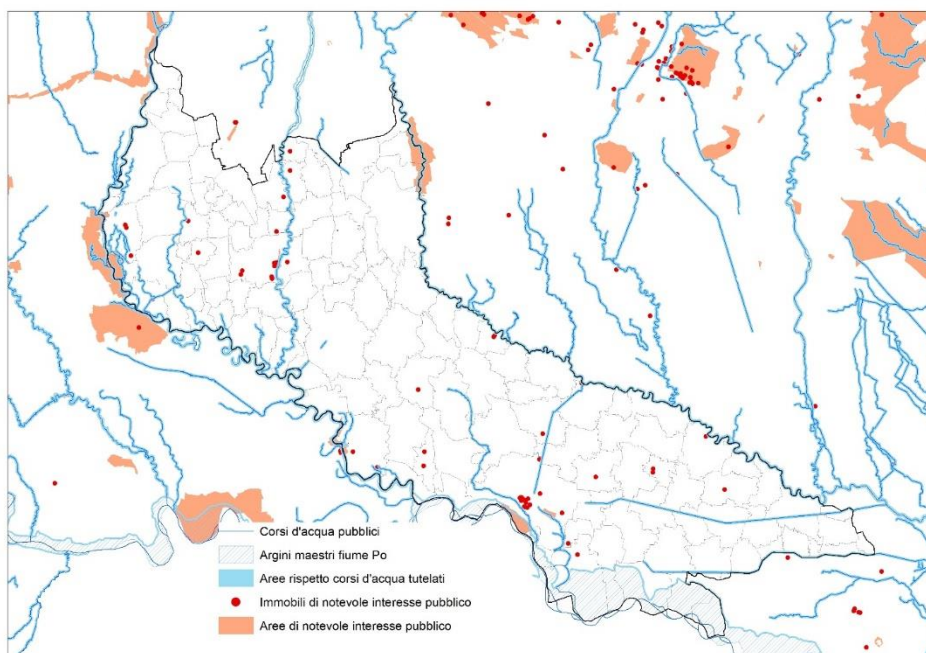 Corsi d'acqua pubblici
Argini maestri fiume Po
Aree rispetto corsi d'acqua tutelati
Immobili di notevole interesse pubblico
Aree di notevole interesse pubblico